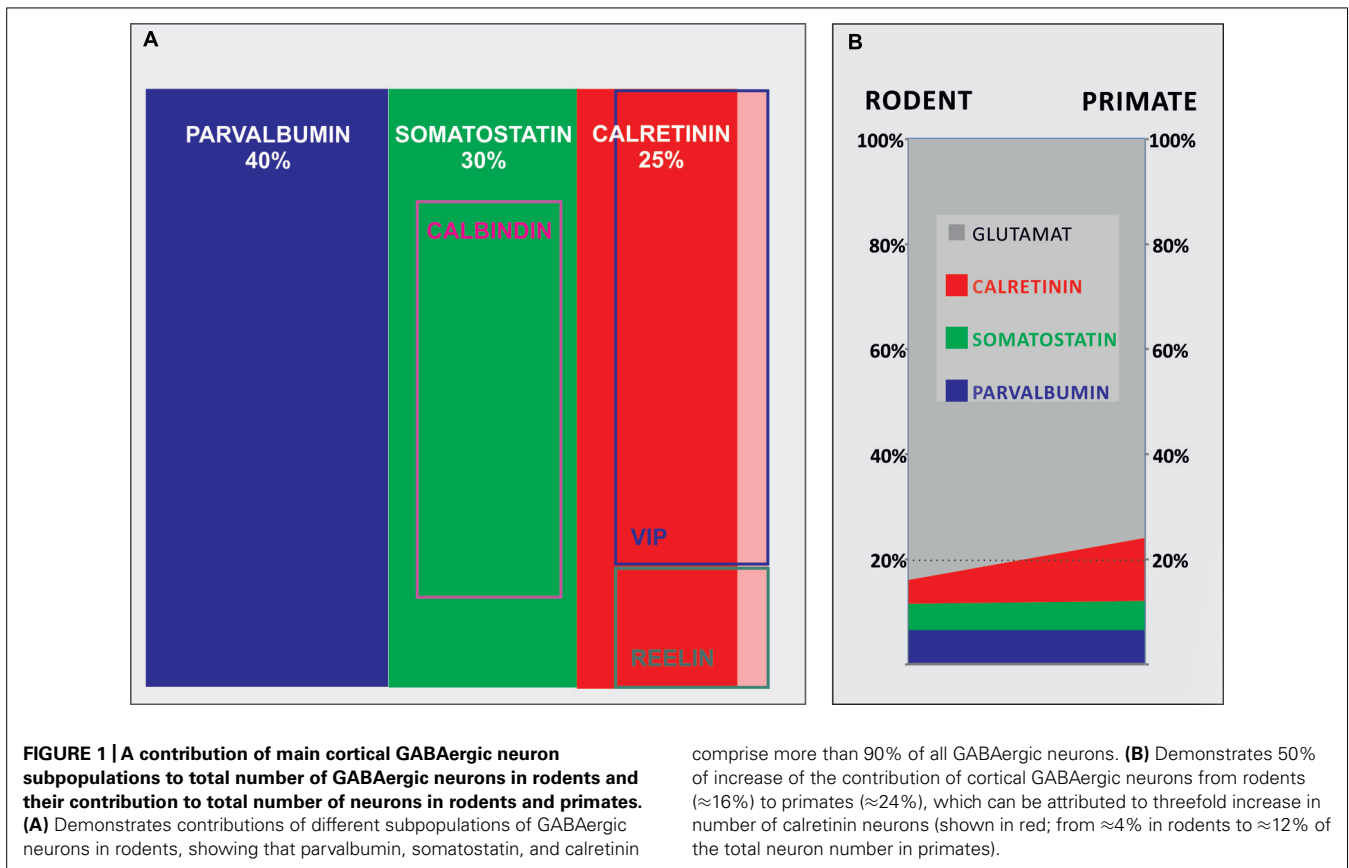 A
PARVALBUMIN
40%
SOMATOSTATIN
30%
CALRETININ
25%
CALBINDIN
VIP
REELIN
B
RODENT PRIMATE
100% 100%
GLUTAMAT
80% 80%
CALRETININ
SOMATOSTATIN
60% 60%
PARVALBUMIN
40% 40%
20% 20%
FIGURE 1 | A contribution of main cortical GABAergic neuron
subpopulations to total number of GABAergic neurons in rodents and
their contribution to total number of neurons in rodents and primates.
(A) Demonstrates contributions of different subpopulations of GABAergic
neurons in rodents, showing that parvalbumin, somatostatin, and calretinin
comprise more than 90% of all GABAergic neurons. (B) Demonstrates 50%
of increase of the contribution of cortical GABAergic neurons from rodents
(≈16%) to primates (≈24%), which can be attributed to threefold increase in
number of calretinin neurons (shown in red; from ≈4% in rodents to ≈12% of
the total neuron number in primates).